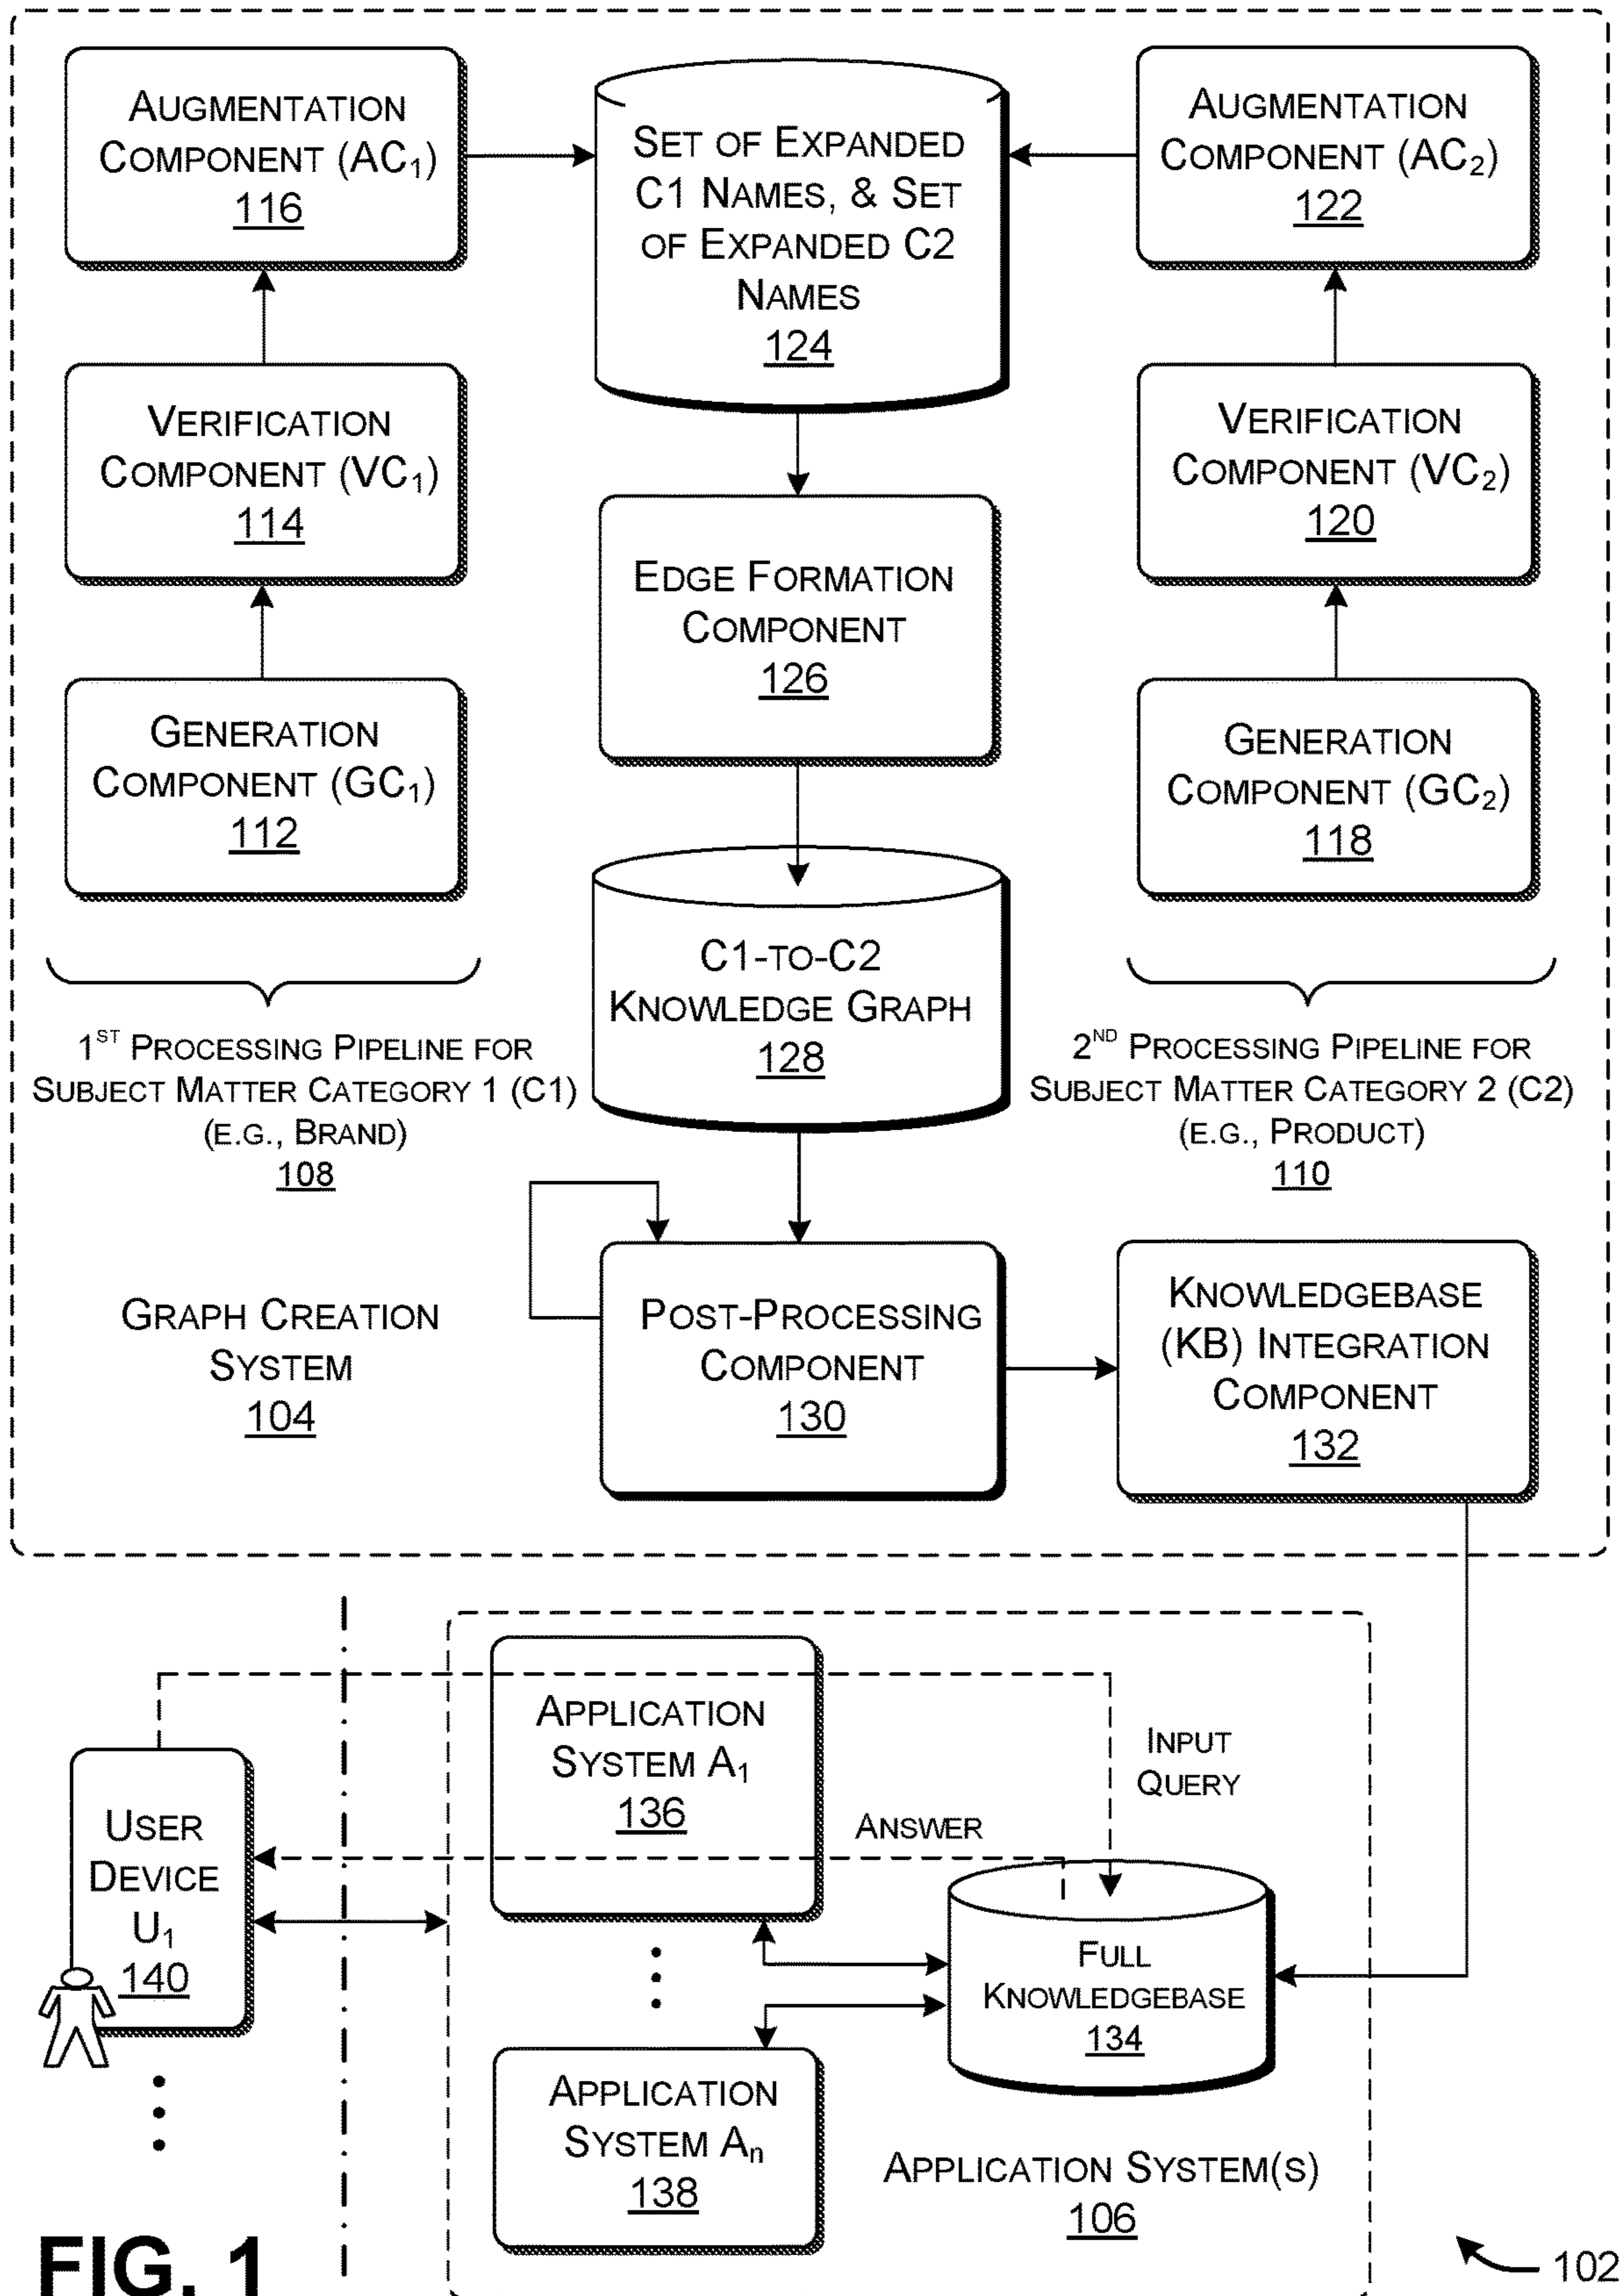 AUGMENTATION
COMPONENT (AC₁)
116
SET OF EXPANDED
C1 NAMES, & SET
OF EXPANDED C2
NAMES
124
AUGMENTATION
COMPONENT (AC₂)
122
VERIFICATION
COMPONENT (VC₁)
114
VERIFICATION
COMPONENT (VC₂)
120
EDGE FORMATION
COMPONENT
126
GENERATION
COMPONENT (GC₁)
112
GENERATION
COMPONENT (GC₂)
118
C1-TO-C2
KNOWLEDGE GRAPH
128
1ST PROCESSING PIPELINE FOR
SUBJECT MATTER CATEGORY 1 (C1)
(E.G., BRAND)
108
2ND PROCESSING PIPELINE FOR
SUBJECT MATTER CATEGORY 2 (C2)
(E.G., PRODUCT)
110
GRAPH CREATION
SYSTEM
104
POST-PROCESSING
COMPONENT
130
KNOWLEDGEBASE
(KB) INTEGRATION
COMPONENT
132
APPLICATION
SYSTEM A₁
136
INPUT
QUERY
ANSWER
USER
DEVICE
U₁
140
FULL
KNOWLEDGEBASE
134
APPLICATION
SYSTEM Aₙ
138
APPLICATION SYSTEM(S)
106
FIG. 1
102